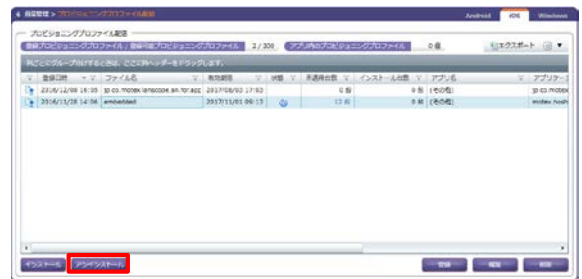 資産管理 > プロビジョニングプロファイル配信
Android iOS Windows
プロビジョニングプロファイル配信
登録プロビジョニングプロファイル / 登録可能プロビジョニングプロファイル 2 / 300 アプリ内のプロビジョニングプロファイル 0 個 エクスポート
列ごとにグループ分けするときは、ここに列ヘッダーをドラッグします。
登録日時 ファイル名 有効期限 状態 未適用台数 インストール台数 アプリ名
2016/12/08 16:35 jp.co.motex.lanscope.an.for.app 2017/08/03 17:03 0 台 0 台 (その他) jp.co.motex
2016/11/28 14:06 embedded 2017/11/01 09:13 13 台 0 台 (その他)
インストール アンインストール 登録 編集 削除